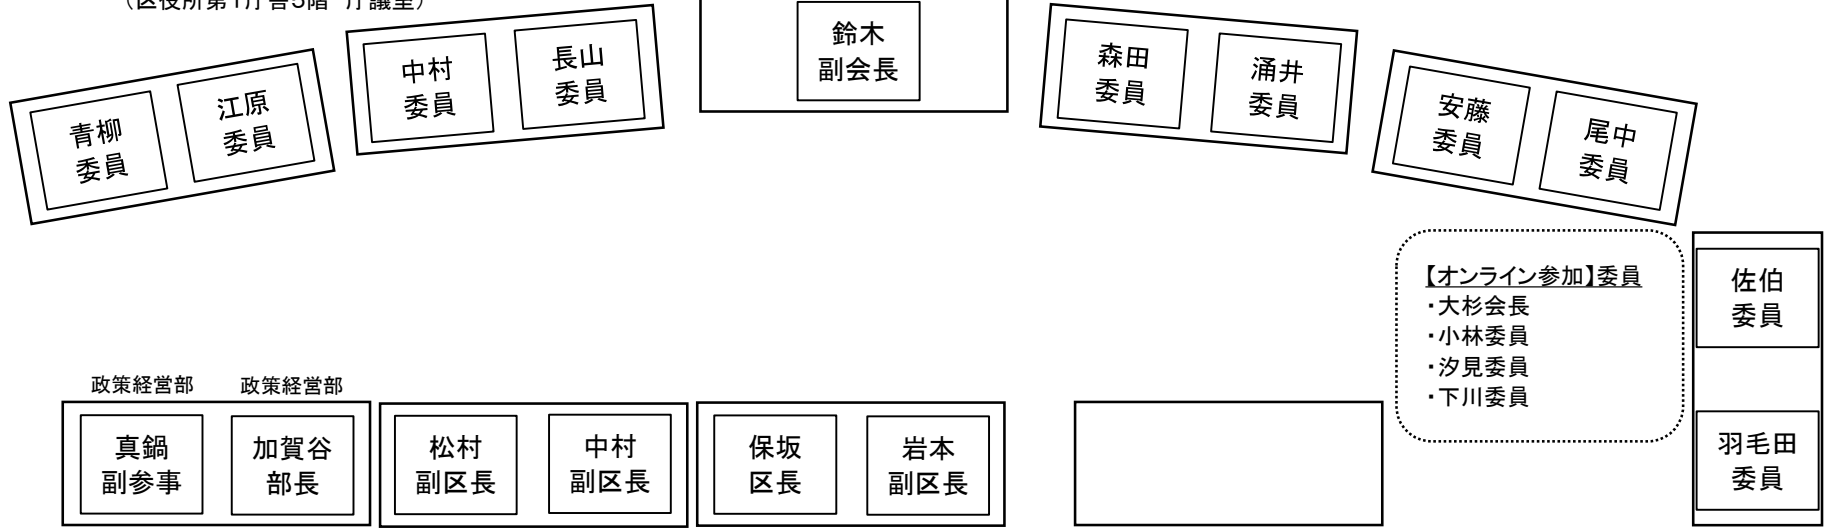 （区役所第1庁舎5階 庁議室）
鈴木
副会長
青柳
委員
江原
委員
中村
委員
長山
委員
森田
委員
涌井
委員
安藤
委員
尾中
委員
【オンライン参加】委員
・大杉会長
・小林委員
・汐見委員
・下川委員
佐伯
委員
羽毛田
委員
政策経営部
真鍋
副参事
政策経営部
加賀谷
部長
松村
副区長
中村
副区長
保坂
区長
岩本
副区長